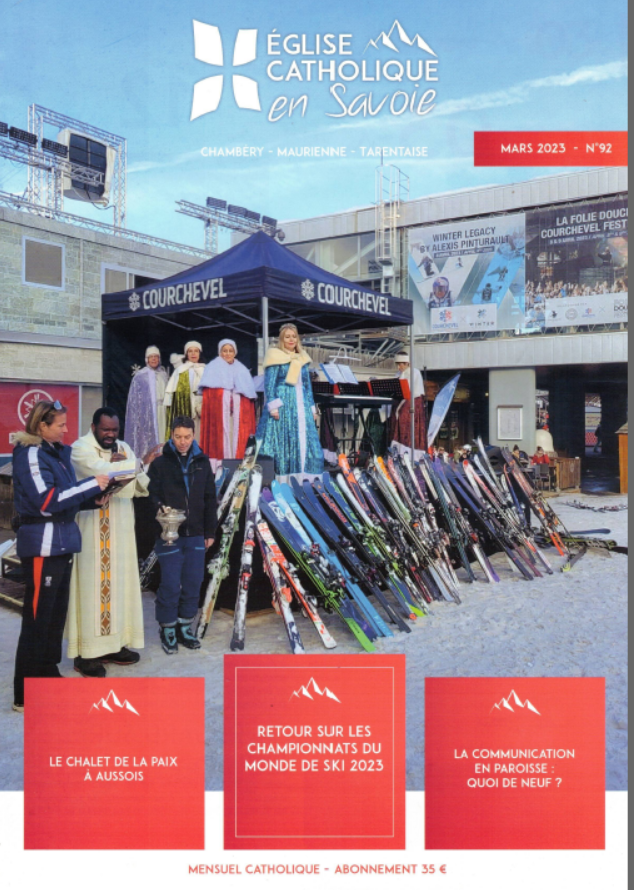 ÉGLISE
CATHOLIQUE
en Savoie
CHAMBÉRY - MAURIENNE - TARENTAISE
MARS 2023 - N°92
WINTER LEGACY
BY ALEXIS PINTURAULT
LA FOLIE DOUC
COURCHEVEL FEST
COURCHEVEL
COURCHEVEL
LE CHALET DE LA PAIX
À AUSSOIS
RETOUR SUR LES
CHAMPIONNATS DU
MONDE DE SKI 2023
LA COMMUNICATION
EN PAROISSE :
QUOI DE NEUF ?
MENSUEL CATHOLIQUE - ABONNEMENT 35 €